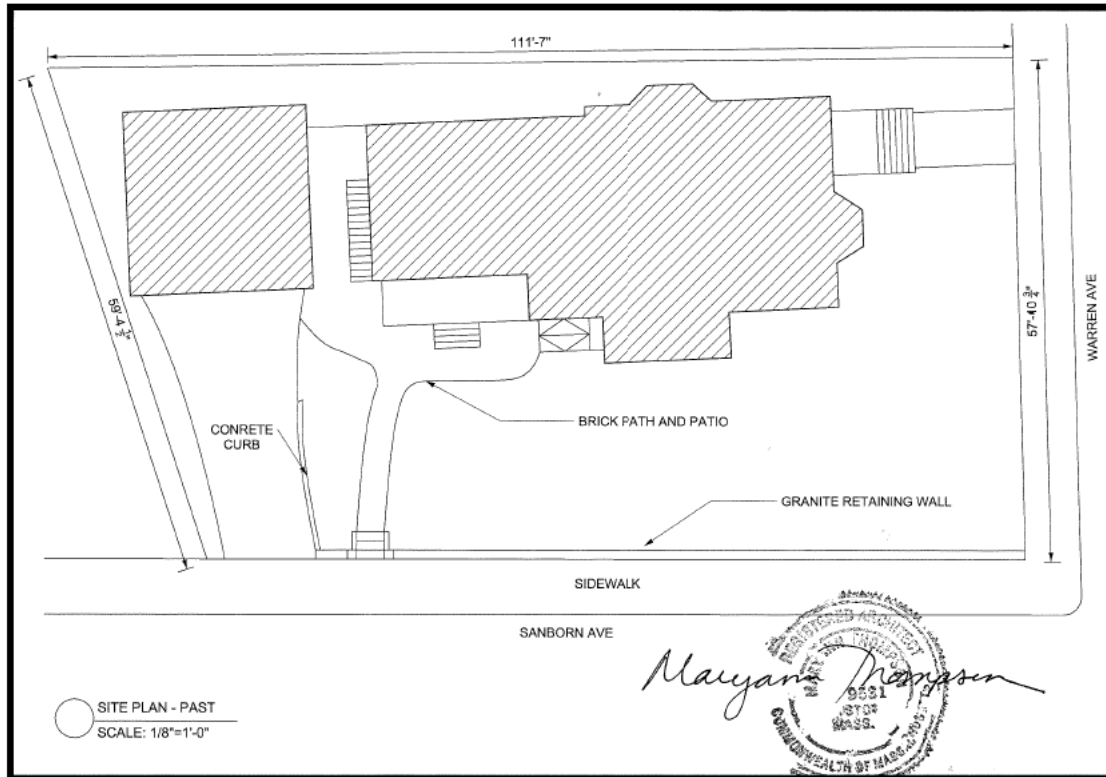 111'-7"
59'-4 1/2"
57'-10 3/4"
WARREN AVE
CONRETE
CURB
BRICK PATH AND PATIO
GRANITE RETAINING WALL
SIDEWALK
SANBORN AVE
SITE PLAN - PAST
SCALE: 1/8"=1'-0"
Maryann Thompson
REGISTERED ARCHITECT
MASS.
COMMONWEALTH OF MASS